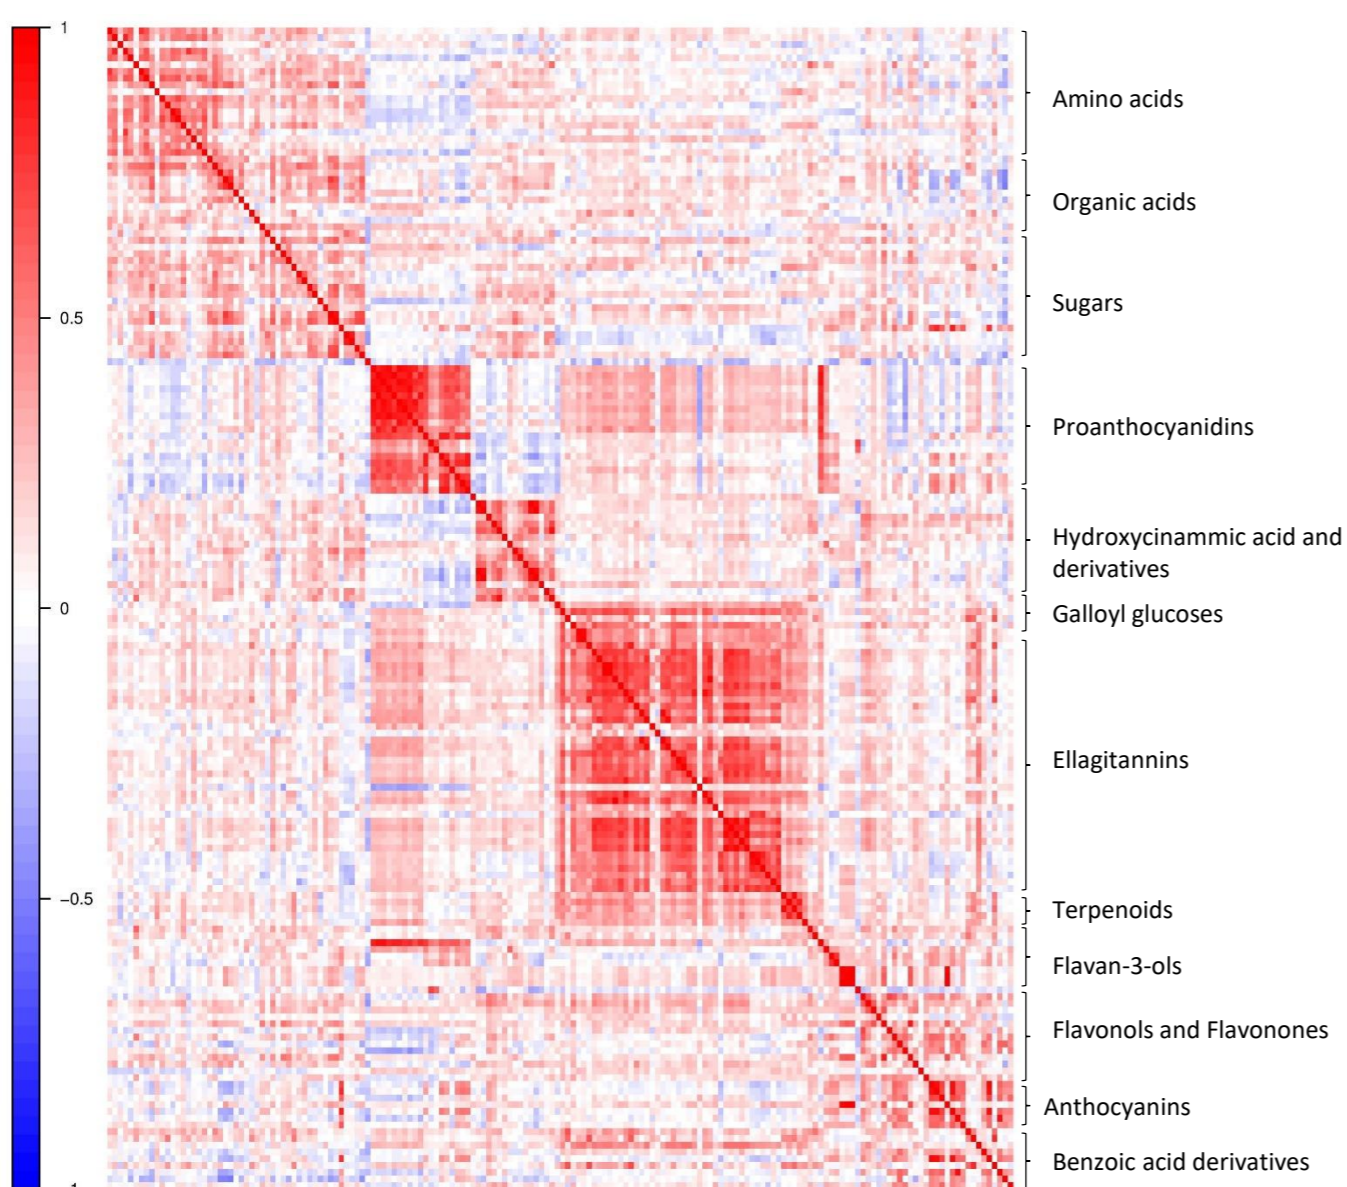 1
Amino acids
Organic acids
Sugars
0.5
Proanthocyanidins
Hydroxycinammic acid and
derivatives
0
Galloyl glucoses
Ellagitannins
−0.5
Terpenoids
Flavan-3-ols
Flavonols and Flavonones
Anthocyanins
Benzoic acid derivatives